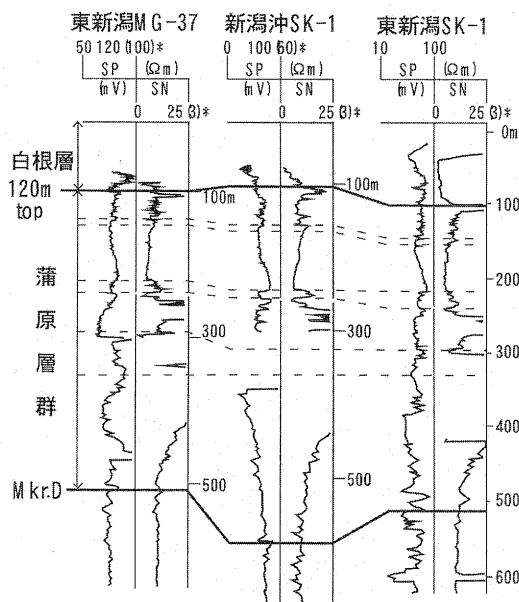 東新潟MG-37 新潟沖SK-1 東新潟SK-1
50 120 (100)* 0 100 (60)* 10 100
SP (Ωm) SP (Ωm) SP (Ωm)
(mV) SN (mV) SN (mV) SN
0 25(3)* 0 25(3)* 0 25(3)*
0m
白根層
120m
top
100m
100m
100
200
蒲
原
層
群
300
300
300
400
Mkr.D
500
500
500
600